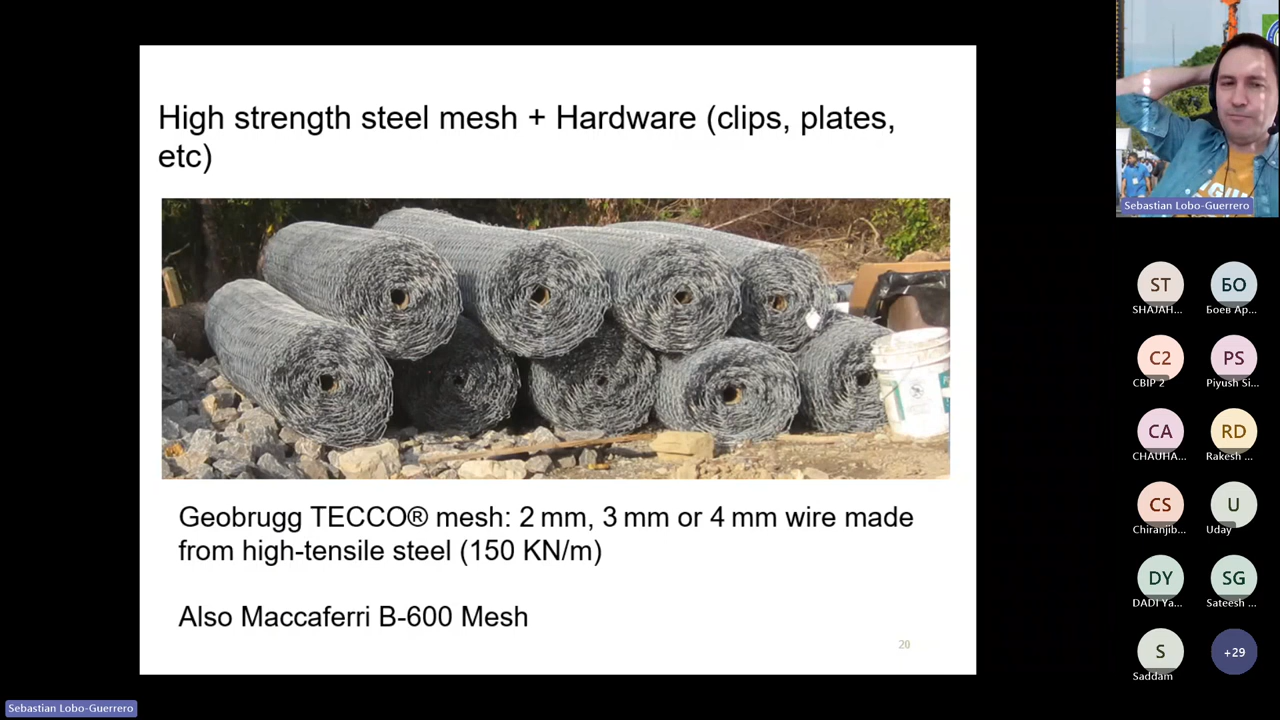 High strength steel mesh + Hardware (clips, plates,
etc)
Geobrugg TECCO® mesh: 2 mm, 3 mm or 4 mm wire made
from high-tensile steel (150 KN/m)
Also Maccaferri B-600 Mesh
20
Sebastian Lobo-Guerrero
ST
SHAJAH...
БО
Боев Ар...
C2
CBIP 2
PS
Piyush Si...
CA
CHAUHA...
RD
Rakesh ...
CS
Chiranjib...
U
Uday
DY
DADI Ya...
SG
Sateesh ...
S
Saddam
+29
Sebastian Lobo-Guerrero